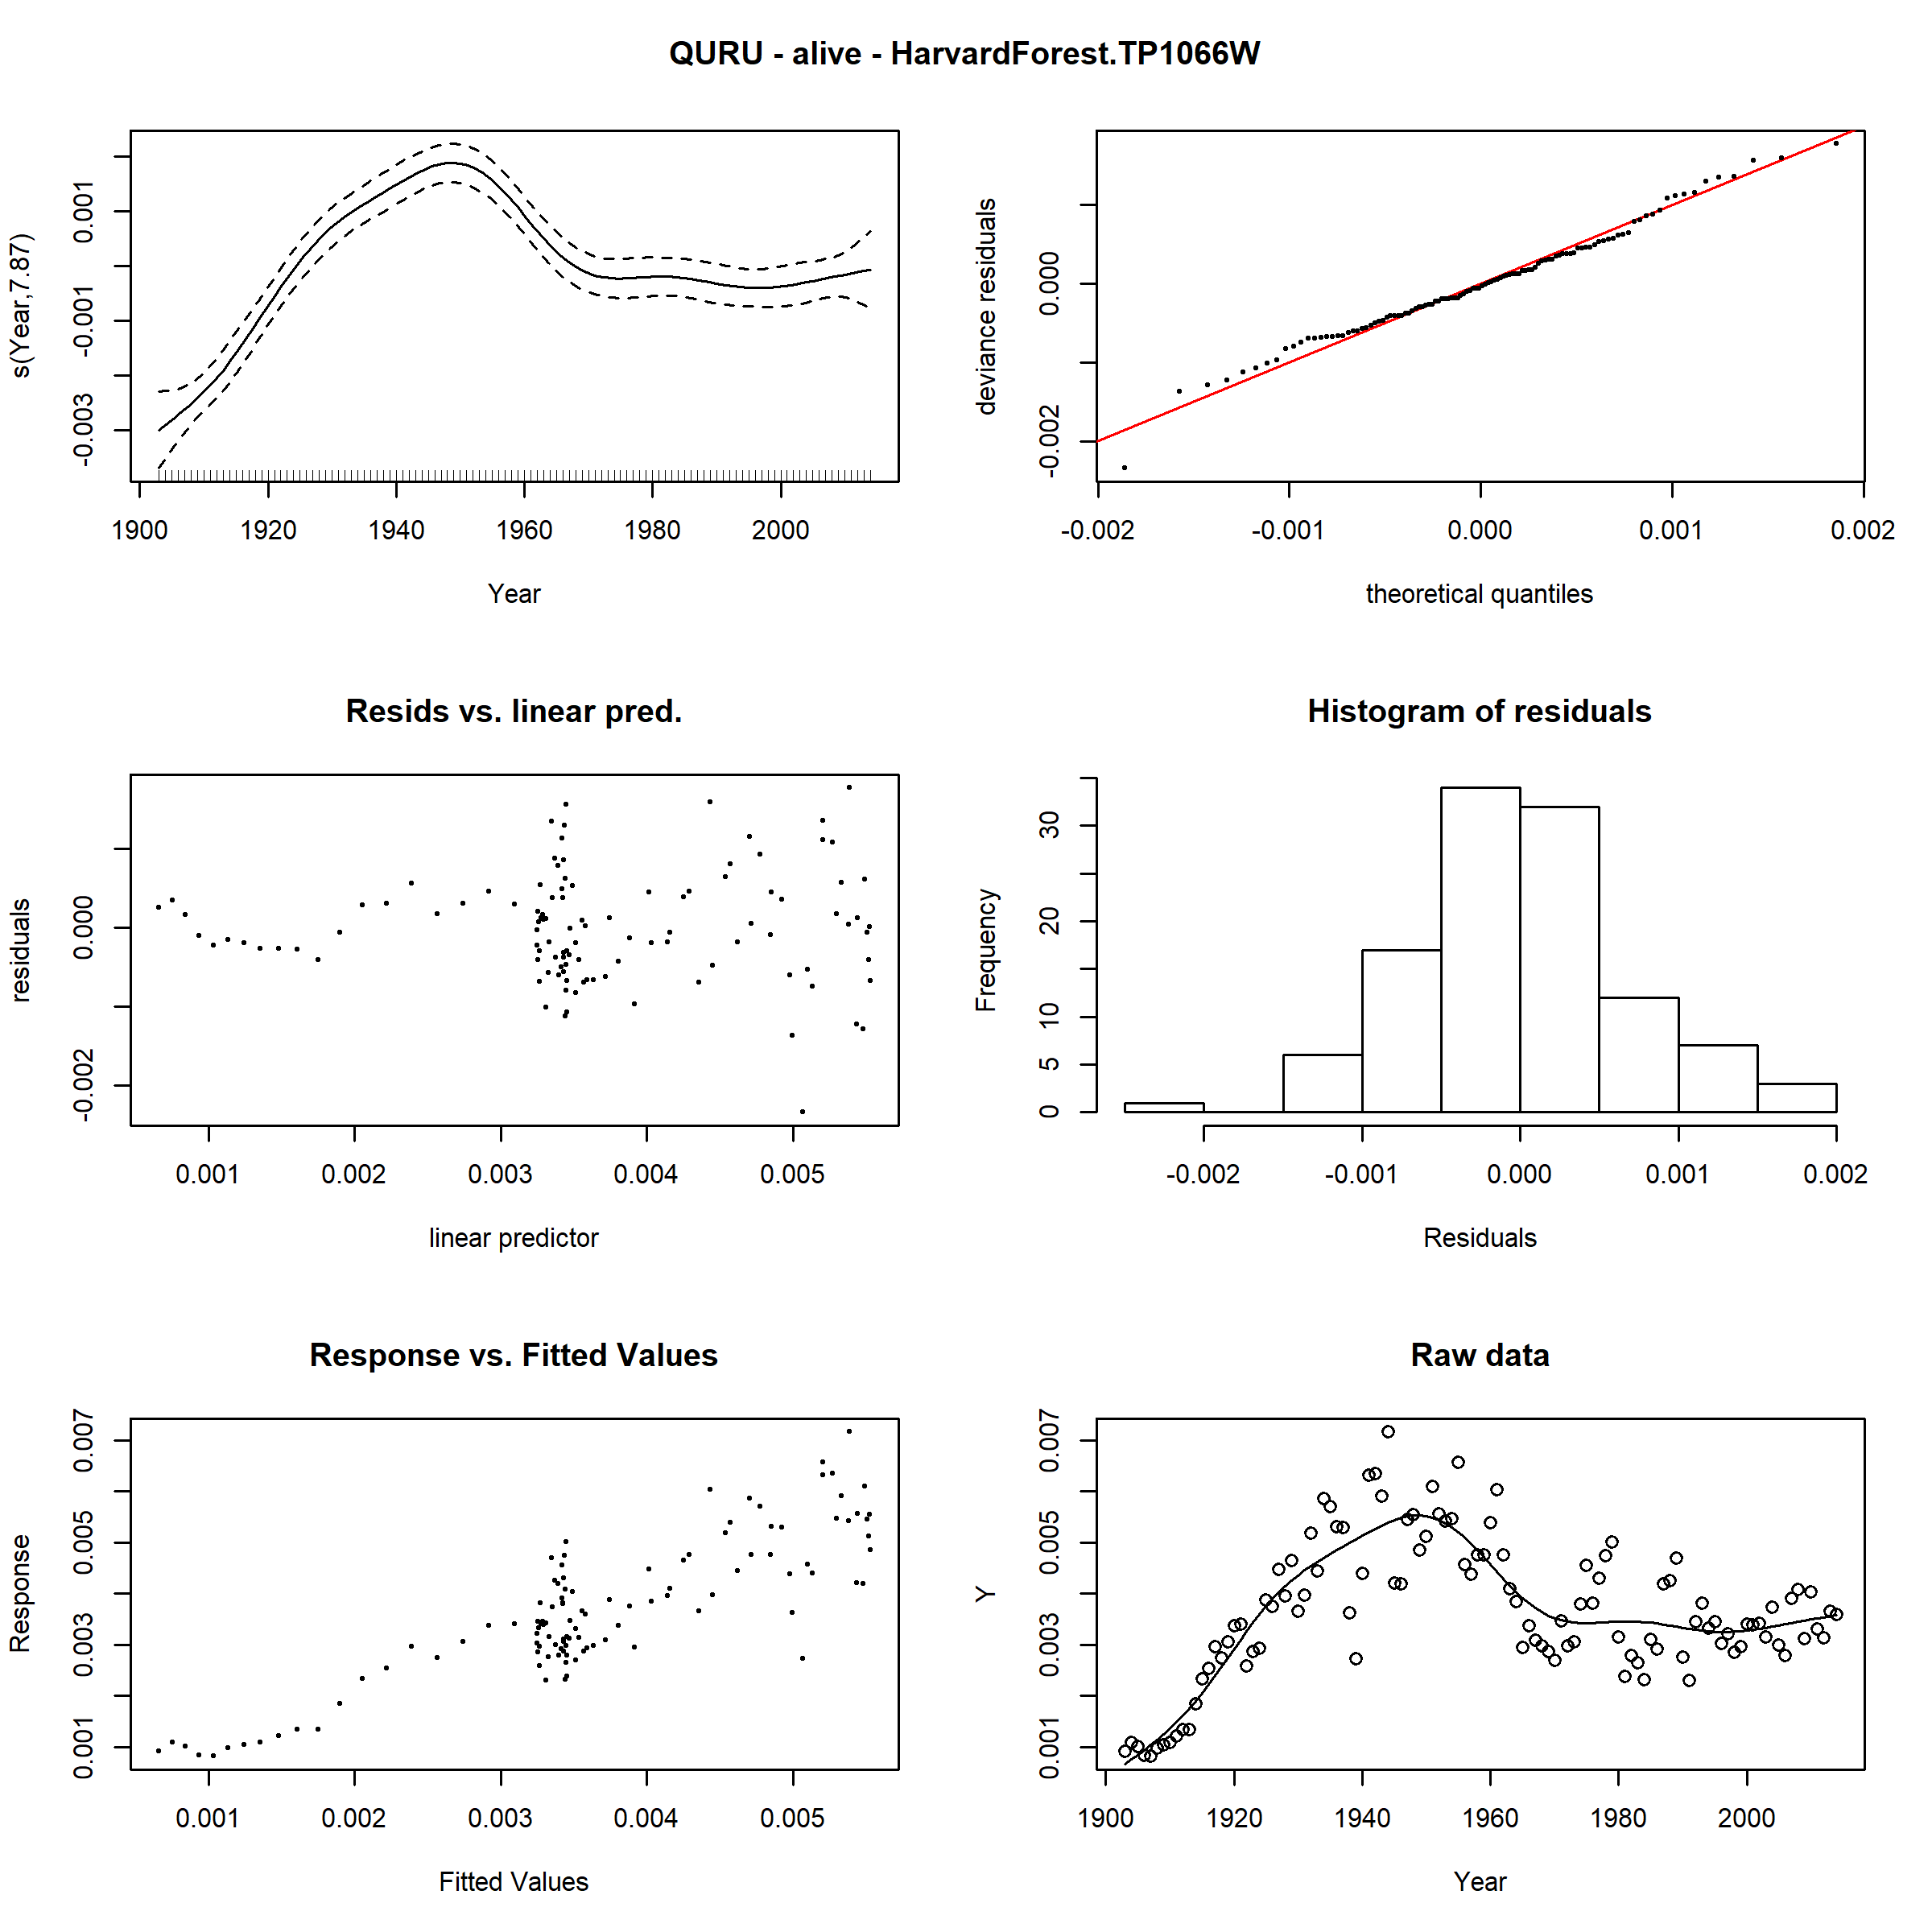 QURU - alive - HarvardForest.TP1066W
s(Year,7.87)
0.001
-0.001
-0.003
1900 1920 1940 1960 1980 2000
Year
deviance residuals
0.000
-0.002
-0.002 -0.001 0.000 0.001 0.002
theoretical quantiles
Resids vs. linear pred.
residuals
0.000
-0.002
0.001 0.002 0.003 0.004 0.005
linear predictor
Histogram of residuals
Frequency
30
20
10
5
0
-0.002 -0.001 0.000 0.001 0.002
Residuals
Response vs. Fitted Values
Response
0.007
0.005
0.003
0.001
0.001 0.002 0.003 0.004 0.005
Fitted Values
Raw data
Y
0.007
0.005
0.003
0.001
1900 1920 1940 1960 1980 2000
Year